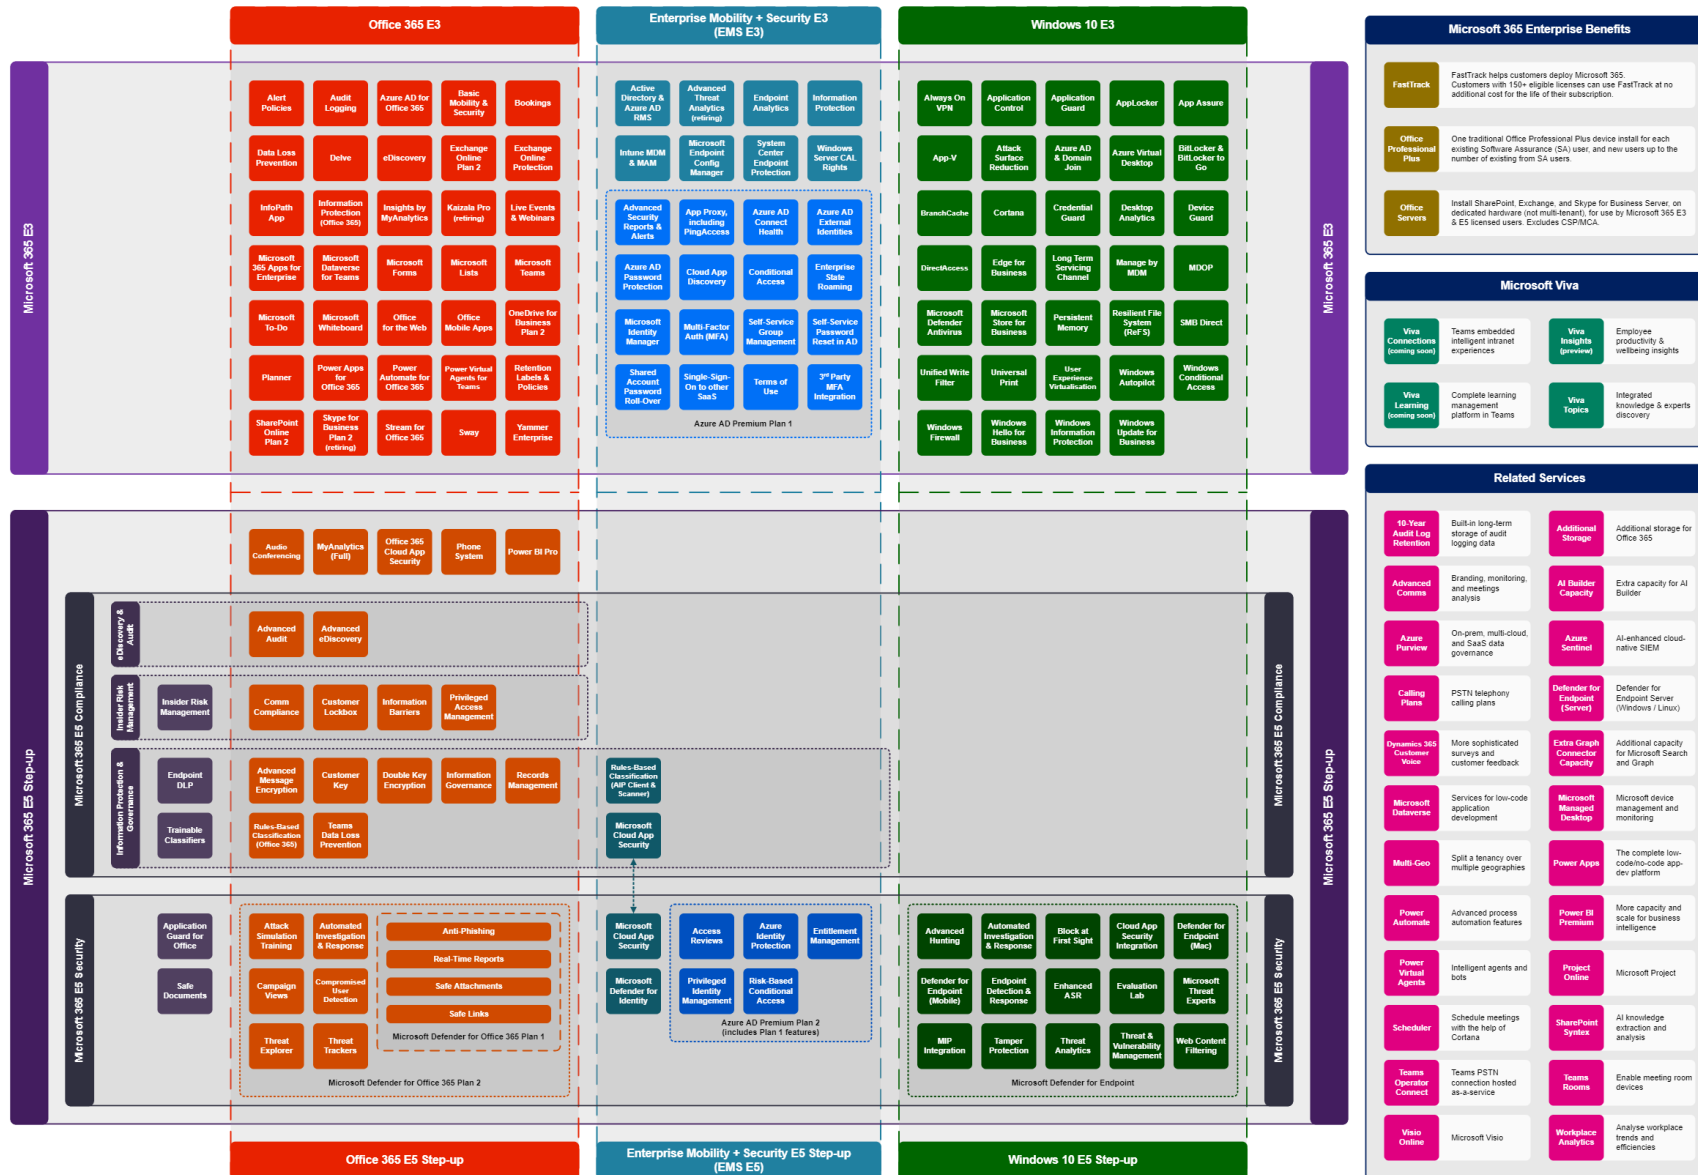 Office 365 E3
Enterprise Mobility + Security E3
(EMS E3)
Windows 10 E3
Microsoft 365 E3
Alert
Policies
Audit
Logging
Azure AD for
Office 365
Basic
Mobility &
Security
Bookings
Data Loss
Prevention
Delve
eDiscovery
Exchange
Online
Plan 2
Exchange
Online
Protection
InfoPath
App
Information
Protection
(Office 365)
Insights by
MyAnalytics
Kaizala Pro
(retiring)
Live Events
& Webinars
Microsoft
365 Apps for
Enterprise
Microsoft
Dataverse
for Teams
Microsoft
Forms
Microsoft
Lists
Microsoft
Teams
Microsoft
To-Do
Microsoft
Whiteboard
Office
for the Web
Office
Mobile Apps
OneDrive for
Business
Plan 2
Planner
Power Apps
for
Office 365
Power
Automate for
Office 365
Power Virtual
Agents for
Teams
Retention
Labels &
Policies
SharePoint
Online
Plan 2
Skype for
Business
Plan 2
(retiring)
Stream for
Office 365
Sway
Yammer
Enterprise
Active
Directory &
Azure AD
RMS
Advanced
Threat
Analytics
(retiring)
Endpoint
Analytics
Information
Protection
Intune MDM
& MAM
Microsoft
Endpoint
Config
Manager
System
Center
Endpoint
Protection
Windows
Server CAL
Rights
Advanced
Security
Reports &
Alerts
App Proxy,
including
PingAccess
Azure AD
Connect
Health
Azure AD
External
Identities
Azure AD
Password
Protection
Cloud App
Discovery
Conditional
Access
Enterprise
State
Roaming
Microsoft
Identity
Manager
Multi-Factor
Auth (MFA)
Self-Service
Group
Management
Self-Service
Password
Reset in AD
Shared
Account
Password
Roll-Over
Single-Sign-
On to other
SaaS
Terms of
Use
3rd Party
MFA
Integration
Azure AD Premium Plan 1
Always On
VPN
Application
Control
Application
Guard
AppLocker
App Assure
App-V
Attack
Surface
Reduction
Azure AD
& Domain
Join
Azure Virtual
Desktop
BitLocker &
BitLocker to
Go
BranchCache
Cortana
Credential
Guard
Desktop
Analytics
Device
Guard
DirectAccess
Edge for
Business
Long Term
Servicing
Channel
Manage by
MDM
MDOP
Microsoft
Defender
Antivirus
Microsoft
Store for
Business
Persistent
Memory
Resilient File
System
(ReFS)
SMB Direct
Unified Write
Filter
Universal
Print
User
Experience
Virtualisation
Windows
Autopilot
Windows
Conditional
Access
Windows
Firewall
Windows
Hello for
Business
Windows
Information
Protection
Windows
Update for
Business
Microsoft 365 E3
Microsoft 365 E5 Step-up
Audio
Conferencing
MyAnalytics
(Full)
Office 365
Cloud App
Security
Phone
System
Power BI Pro
Microsoft 365 E5 Compliance
eDiscovery &
Audit
Advanced
Audit
Advanced
eDiscovery
Insider Risk
Management
Insider Risk
Management
Comm
Compliance
Customer
Lockbox
Information
Barriers
Privileged
Access
Management
Information Protection &
Governance
Endpoint
DLP
Advanced
Message
Encryption
Customer
Key
Double Key
Encryption
Information
Governance
Records
Management
Rules-Based
Classification
(AIP Client &
Scanner)
Trainable
Classifiers
Rules-Based
Classification
(Office 365)
Teams
Data Loss
Prevention
Microsoft
Cloud App
Security
Microsoft 365 E5 Compliance
Microsoft 365 E5 Security
Application
Guard for
Office
Safe
Documents
Attack
Simulation
Training
Automated
Investigation
& Response
Campaign
Views
Compromised
User
Detection
Threat
Explorer
Threat
Trackers
Anti-Phishing
Real-Time Reports
Safe Attachments
Safe Links
Microsoft Defender for Office 365 Plan 1
Microsoft Defender for Office 365 Plan 2
Microsoft
Cloud App
Security
Microsoft
Defender for
Identity
Access
Reviews
Azure
Identity
Protection
Entitlement
Management
Privileged
Identity
Management
Risk-Based
Conditional
Access
Azure AD Premium Plan 2
(includes Plan 1 features)
Advanced
Hunting
Automated
Investigation
& Response
Block at
First Sight
Cloud App
Security
Integration
Defender for
Endpoint
(Mac)
Defender for
Endpoint
(Mobile)
Endpoint
Detection &
Response
Enhanced
ASR
Evaluation
Lab
Microsoft
Threat
Experts
MIP
Integration
Tamper
Protection
Threat
Analytics
Threat &
Vulnerability
Management
Web Content
Filtering
Microsoft Defender for Endpoint
Microsoft 365 E5 Security
Microsoft 365 E5 Step-up
Office 365 E5 Step-up
Enterprise Mobility + Security E5 Step-up
(EMS E5)
Windows 10 E5 Step-up
Microsoft 365 Enterprise Benefits
FastTrack
FastTrack helps customers deploy Microsoft 365.
Customers with 150+ eligible licenses can use FastTrack at no
additional cost for the life of their subscription.
Office
Professional
Plus
One traditional Office Professional Plus device install for each
existing Software Assurance (SA) user, and new users up to the
number of existing from SA users.
Office
Servers
Install SharePoint, Exchange, and Skype for Business Server, on
dedicated hardware (not multi-tenant), for use by Microsoft 365 E3
& E5 licensed users. Excludes CSP/MCA.
Microsoft Viva
Viva
Connections
(coming soon)
Teams embedded
intelligent intranet
experiences
Viva
Insights
(preview)
Employee
productivity &
wellbeing insights
Viva
Learning
(coming soon)
Complete learning
management
platform in Teams
Viva
Topics
Integrated
knowledge & experts
discovery
Related Services
10-Year
Audit Log
Retention
Built-in long-term
storage of audit
logging data
Additional
Storage
Additional storage for
Office 365
Advanced
Comms
Branding, monitoring,
and meetings
analysis
AI Builder
Capacity
Extra capacity for AI
Builder
Azure
Purview
On-prem, multi-cloud,
and SaaS data
governance
Azure
Sentinel
AI-enhanced cloud-
native SIEM
Calling
Plans
PSTN telephony
calling plans
Defender for
Endpoint
(Server)
Defender for
Endpoint Server
(Windows / Linux)
Dynamics 365
Customer
Voice
More sophisticated
surveys and
customer feedback
Extra Graph
Connector
Capacity
Additional capacity
for Microsoft Search
and Graph
Microsoft
Dataverse
Services for low-code
application
development
Microsoft
Managed
Desktop
Microsoft device
management and
monitoring
Multi-Geo
Split a tenancy over
multiple geographies
Power Apps
The complete low-
code/no-code app-
dev platform
Power
Automate
Advanced process
automation features
Power BI
Premium
More capacity and
scale for business
intelligence
Power
Virtual
Agents
Intelligent agents and
bots
Project
Online
Microsoft Project
Scheduler
Schedule meetings
with the help of
Cortana
SharePoint
Syntex
AI knowledge
extraction and
analysis
Teams
Operator
Connect
Teams PSTN
connection hosted
as-a-service
Teams
Rooms
Enable meeting room
devices
Visio
Online
Microsoft Visio
Workplace
Analytics
Analyse workplace
trends and
efficiencies